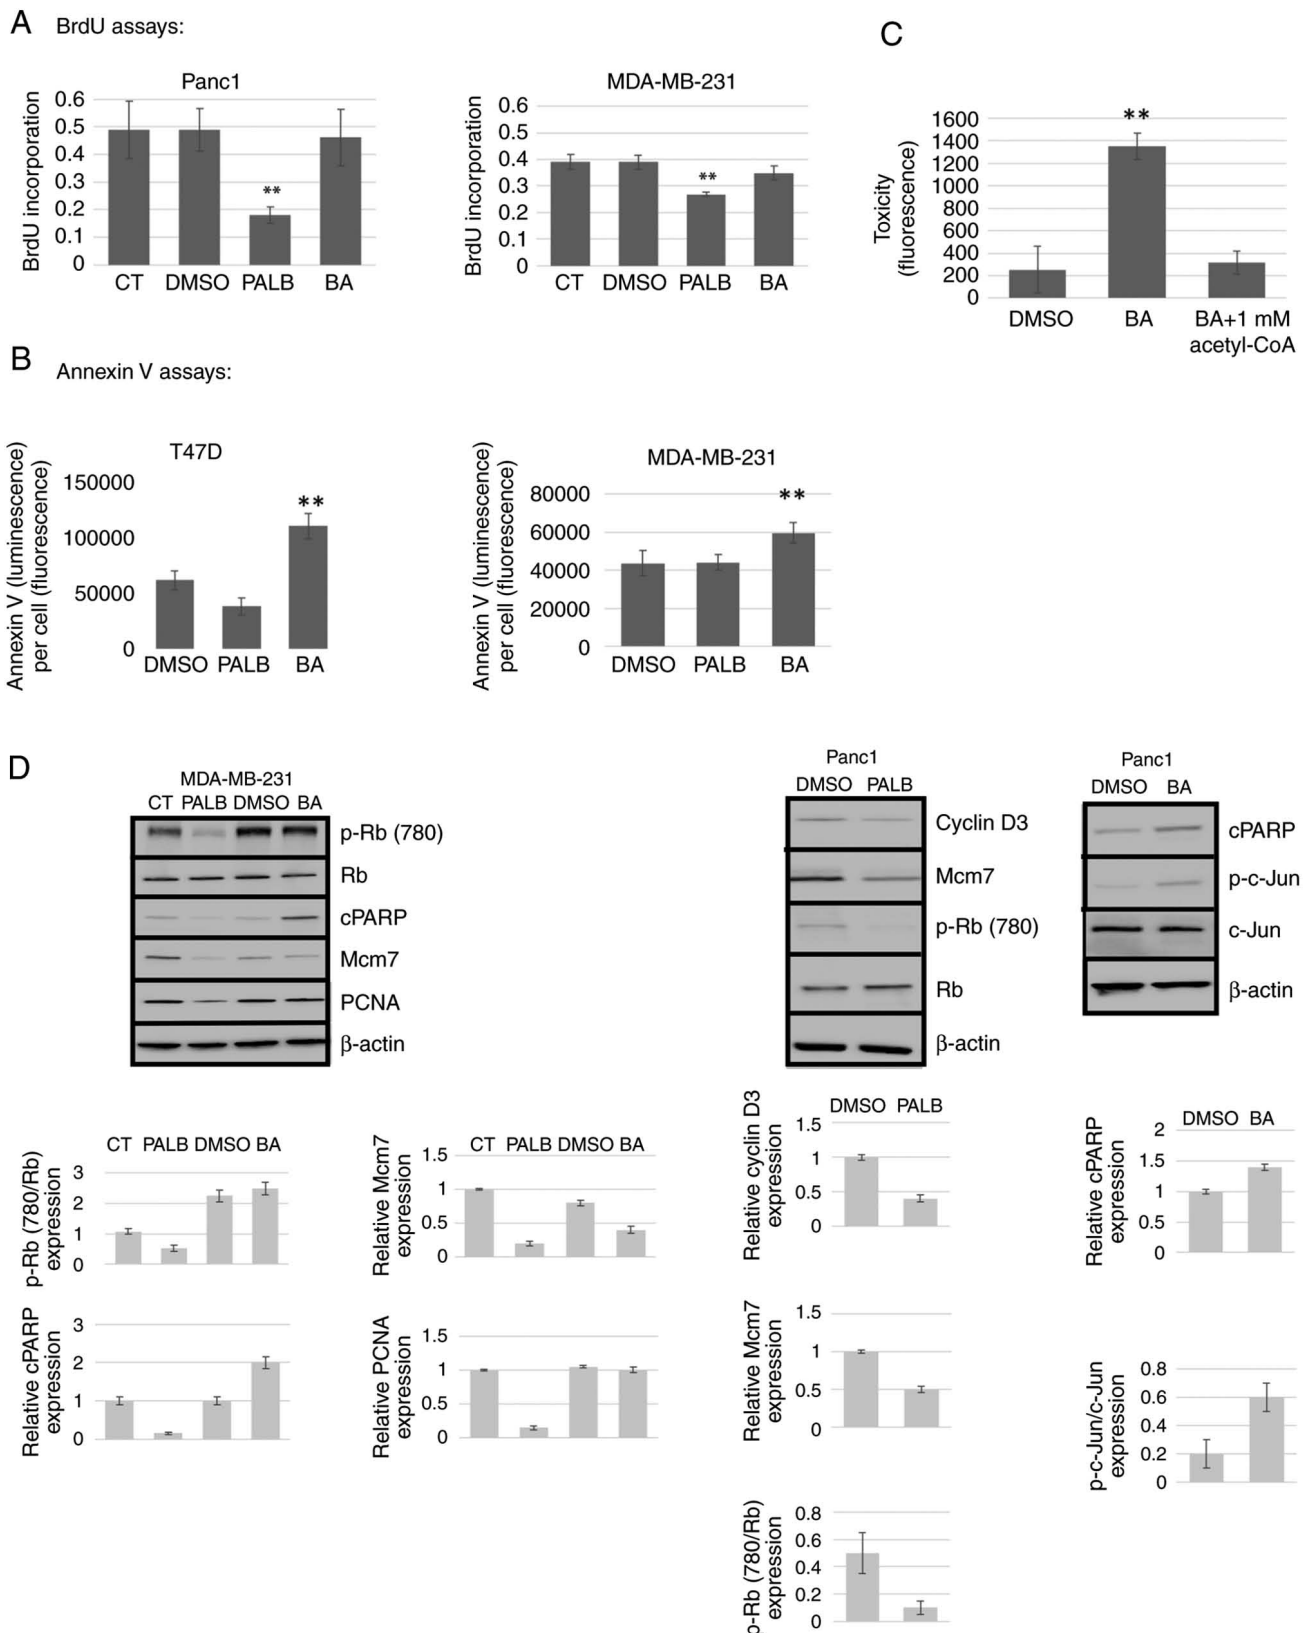 A BrdU assays:
Panc1
BrdU incorporation
0.6
0.5
0.4
0.3
0.2
0.1
0
**
CT DMSO PALB BA
MDA-MB-231
BrdU incorporation
0.6
0.5
0.4
0.3
0.2
0.1
0
**
CT DMSO PALB BA
C
Toxicity
(fluorescence)
1600
1400
1200
1000
800
600
400
200
0
**
DMSO BA BA+1 mM
acetyl-CoA
B Annexin V assays:
T47D
Annexin V (luminescence)
per cell (fluorescence)
150000
100000
50000
0
**
DMSO PALB BA
MDA-MB-231
Annexin V (luminescence)
per cell (fluorescence)
80000
60000
40000
20000
0
**
DMSO PALB BA
D
MDA-MB-231
CT PALB DMSO BA
p-Rb (780)
Rb
cPARP
Mcm7
PCNA
β-actin
Panc1
DMSO PALB
Cyclin D3
Mcm7
p-Rb (780)
Rb
β-actin
Panc1
DMSO BA
cPARP
p-c-Jun
c-Jun
β-actin
CT PALB DMSO BA
p-Rb (780/Rb)
expression
3
2
1
0
CT PALB DMSO BA
Relative Mcm7
expression
1.5
1
0.5
0
Relative cPARP
expression
3
2
1
0
Relative PCNA
expression
1.5
1
0.5
0
DMSO PALB
Relative cyclin D3
expression
1.5
1
0.5
0
Relative Mcm7
expression
1.5
1
0.5
0
p-Rb (780/Rb)
expression
0.8
0.6
0.4
0.2
0
DMSO BA
Relative cPARP
expression
2
1.5
1
0.5
0
p-c-Jun/c-Jun
expression
0.8
0.6
0.4
0.2
0